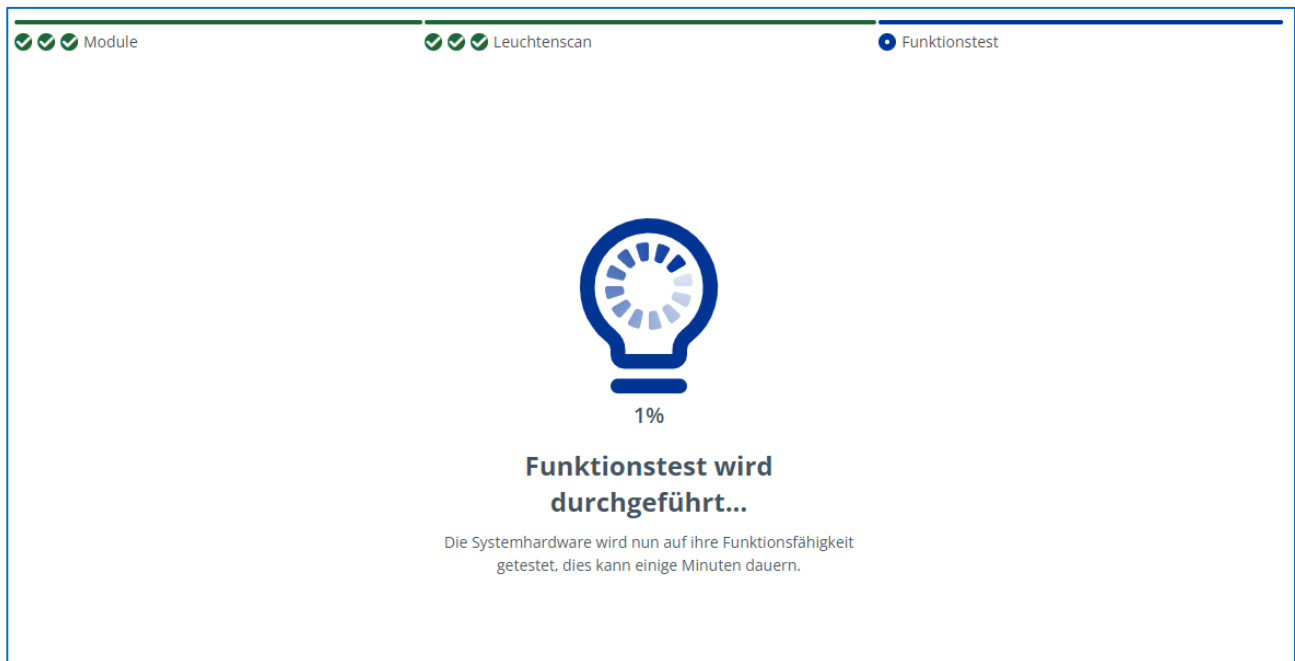 Module
Leuchtenscan
Funktionstest
1%
Funktionstest wird
durchgeführt...
Die Systemhardware wird nun auf ihre Funktionsfähigkeit
getestet, dies kann einige Minuten dauern.